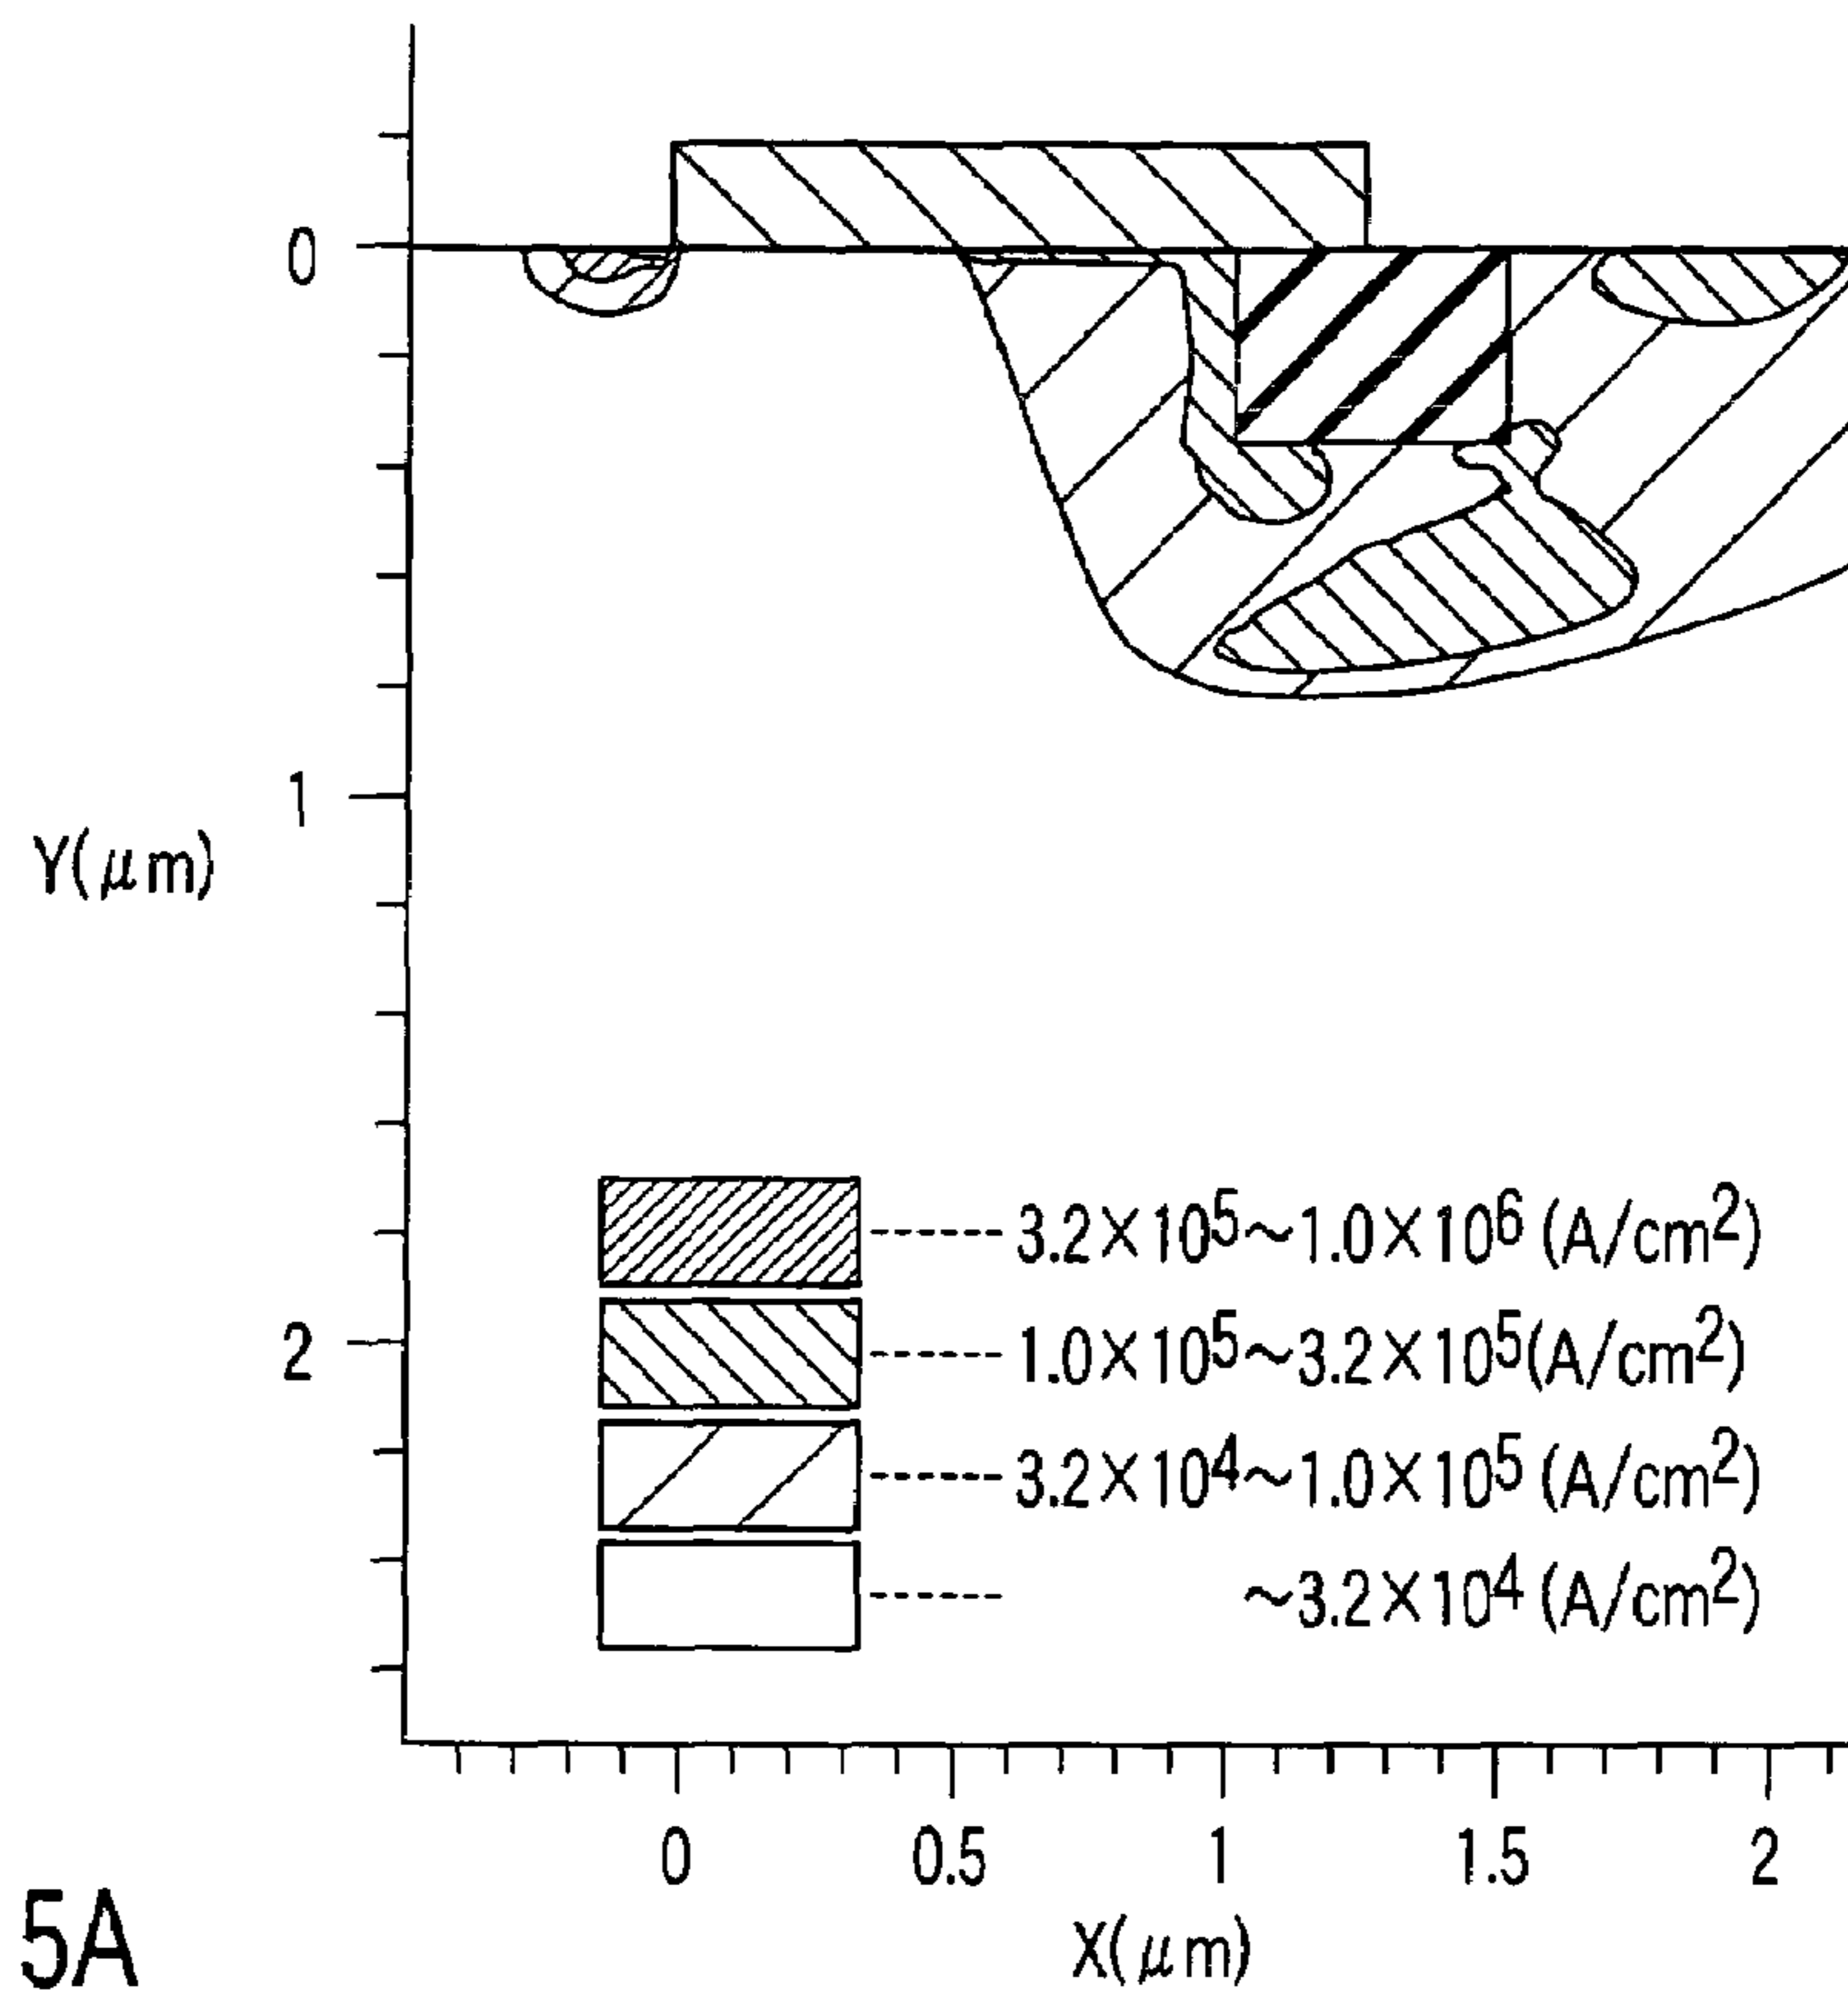 0
1
Y(μm)
3.2×10⁵~1.0×10⁶(A/cm²)
1.0×10⁵~3.2×10⁵(A/cm²)
2
3.2×10⁴~1.0×10⁵(A/cm²)
~3.2×10⁴(A/cm²)
0 0.5 1 1.5 2
X(μm)
5A